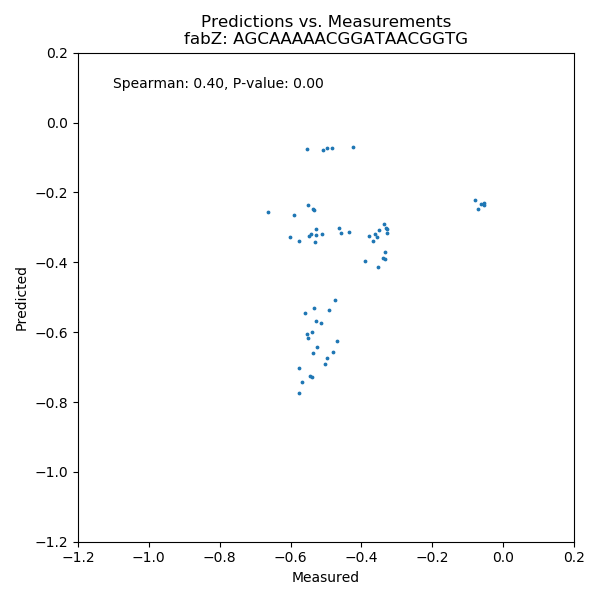 Predictions vs. Measurements
fabZ: AGCAAAAACGGATAACGGTG
0.2
Spearman: 0.40, P-value: 0.00
0.0
−0.2
−0.4
Predicted
−0.6
−0.8
−1.0
−1.2
−1.2 −1.0 −0.8 −0.6 −0.4 −0.2 0.0 0.2
Measured